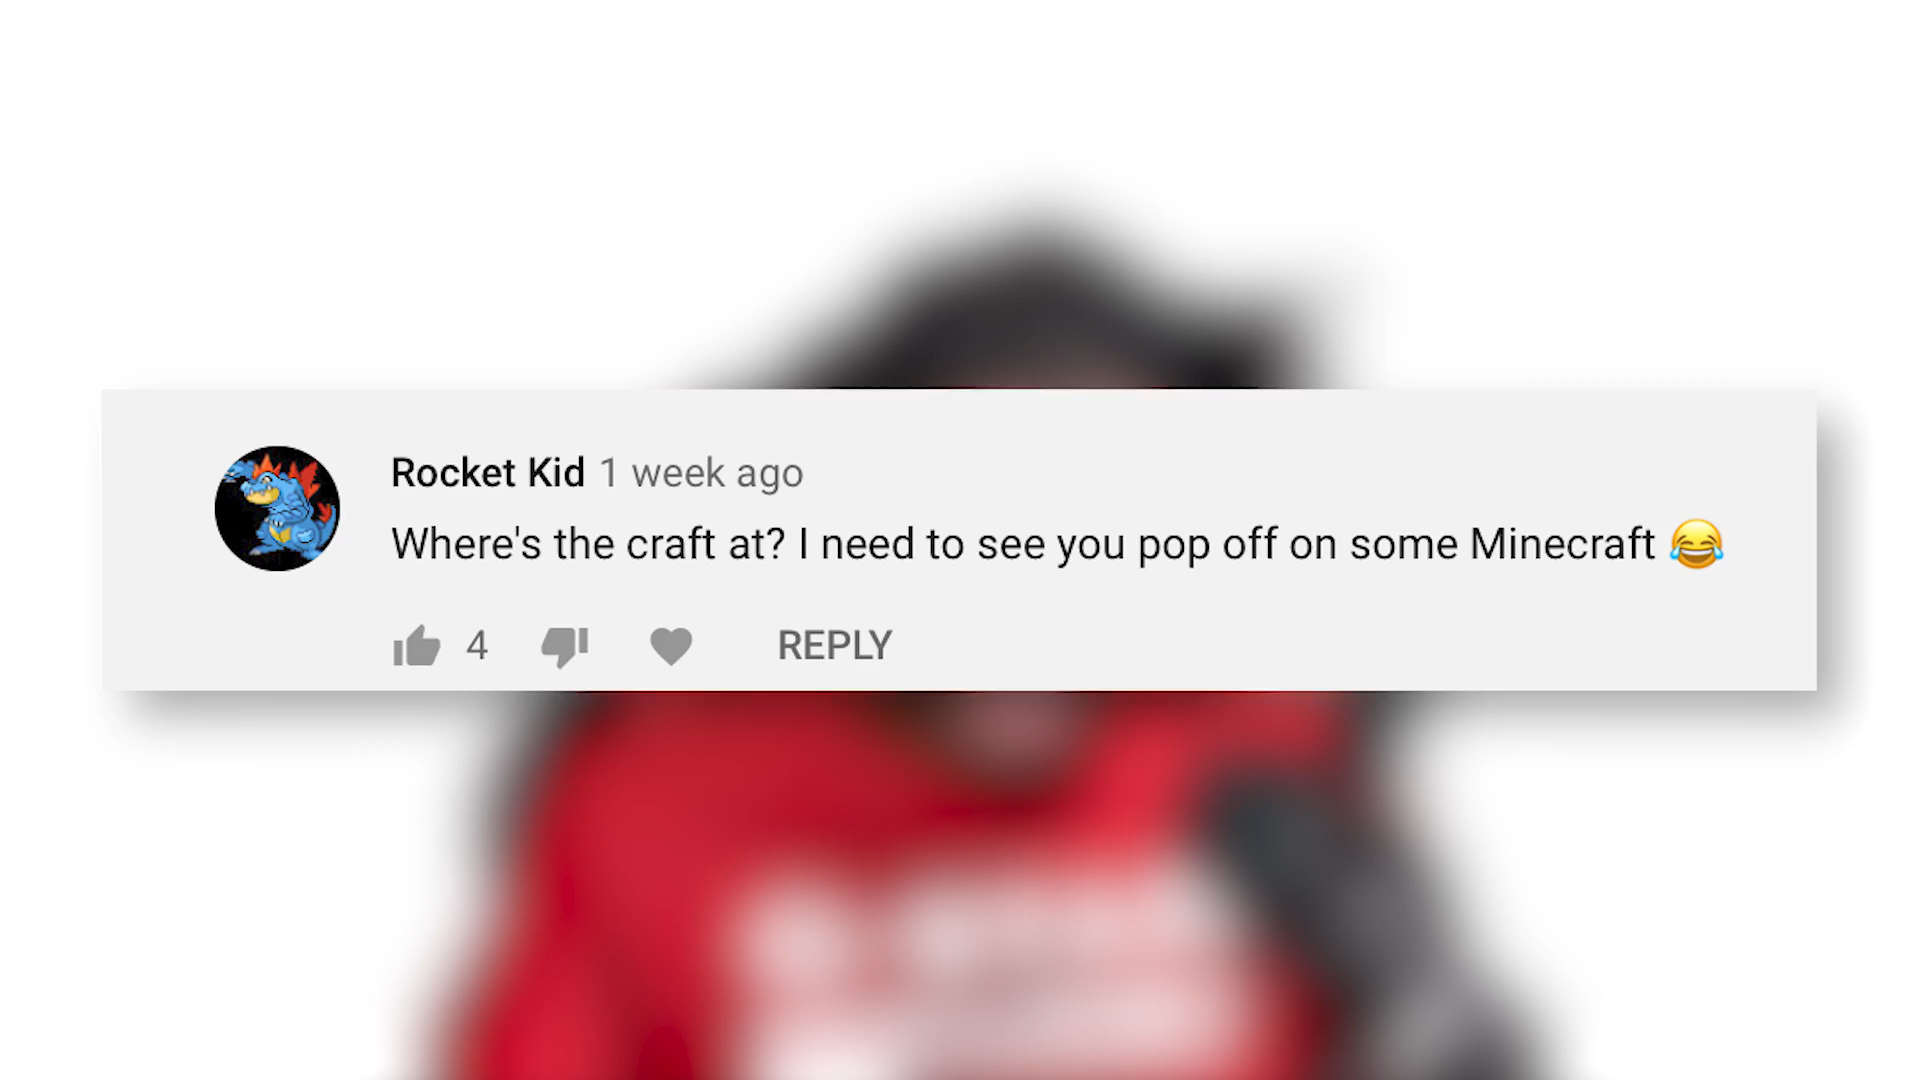 Rocket Kid 1 week ago
Where's the craft at? I need to see you pop off on some Minecraft 😂
4 REPLY